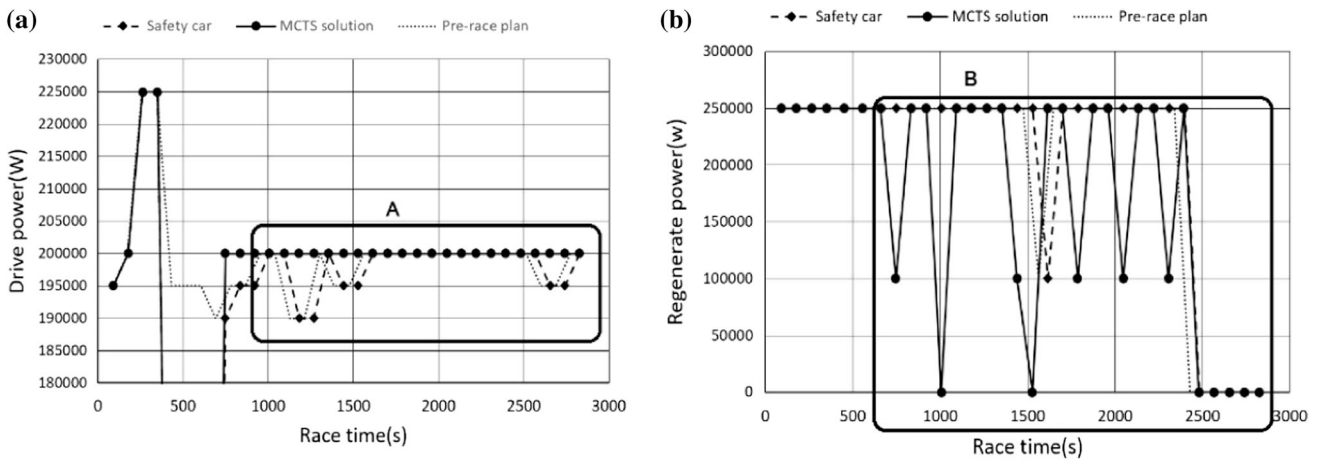 (a)
Safety car MCTS solution Pre-race plan
Drive power(W)
230000
225000
220000
215000
210000
205000
200000
195000
190000
185000
180000
A
0 500 1000 1500 2000 2500 3000
Race time(s)
(b)
Safety car MCTS solution Pre-race plan
Regenerate power(w)
300000
250000
200000
150000
100000
50000
0
B
0 500 1000 1500 2000 2500 3000
Race time(s)